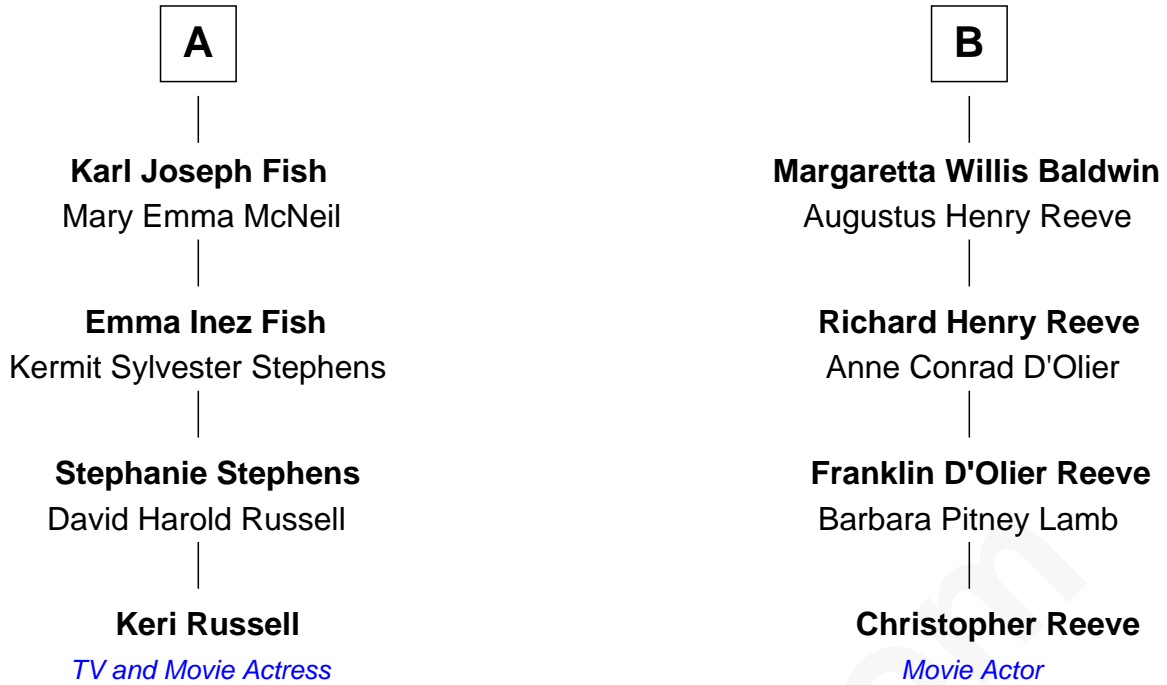 A
Karl Joseph Fish
Mary Emma McNeil
Emma Inez Fish
Kermit Sylvester Stephens
Stephanie Stephens
David Harold Russell
Keri Russell
TV and Movie Actress
B
Margaretta Willis Baldwin
Augustus Henry Reeve
Richard Henry Reeve
Anne Conrad D'Olier
Franklin D'Olier Reeve
Barbara Pitney Lamb
Christopher Reeve
Movie Actor